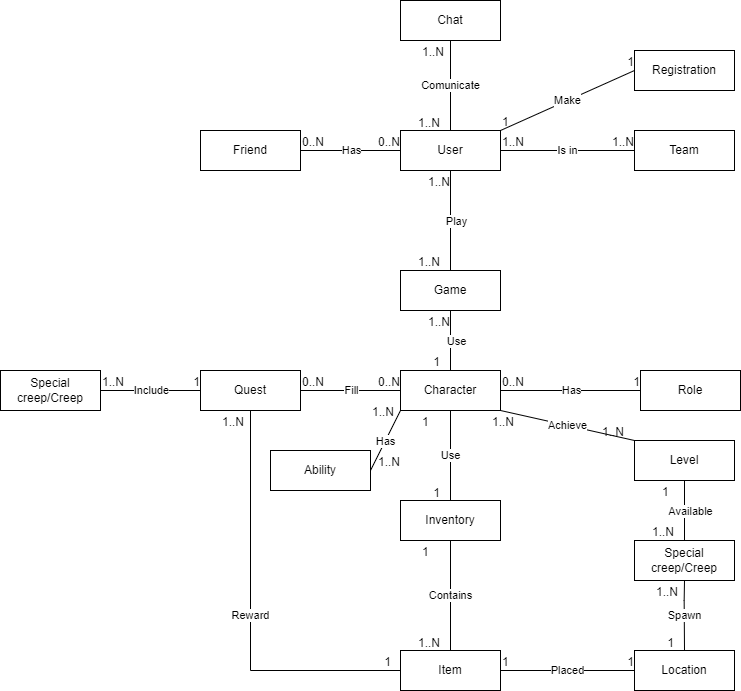 Chat
1..N
Comunicate
1..N
1
Registration
Make
1
Friend
0..N
Has
0..N
User
1..N
Is in
1..N
Team
1..N
Play
1..N
Game
1..N
Use
1
Special
creep/Creep
1..N
Include
1
Quest
0..N
Fill
0..N
Character
0..N
Has
1
Role
1..N
1..N
1
1..N
Achieve
1..N
Has
1..N
Ability
Use
Level
1
1
Available
1..N
Inventory
1
Special
creep/Creep
1..N
Contains
Reward
Spawn
1..N
1
1
Item
1
Placed
1
Location